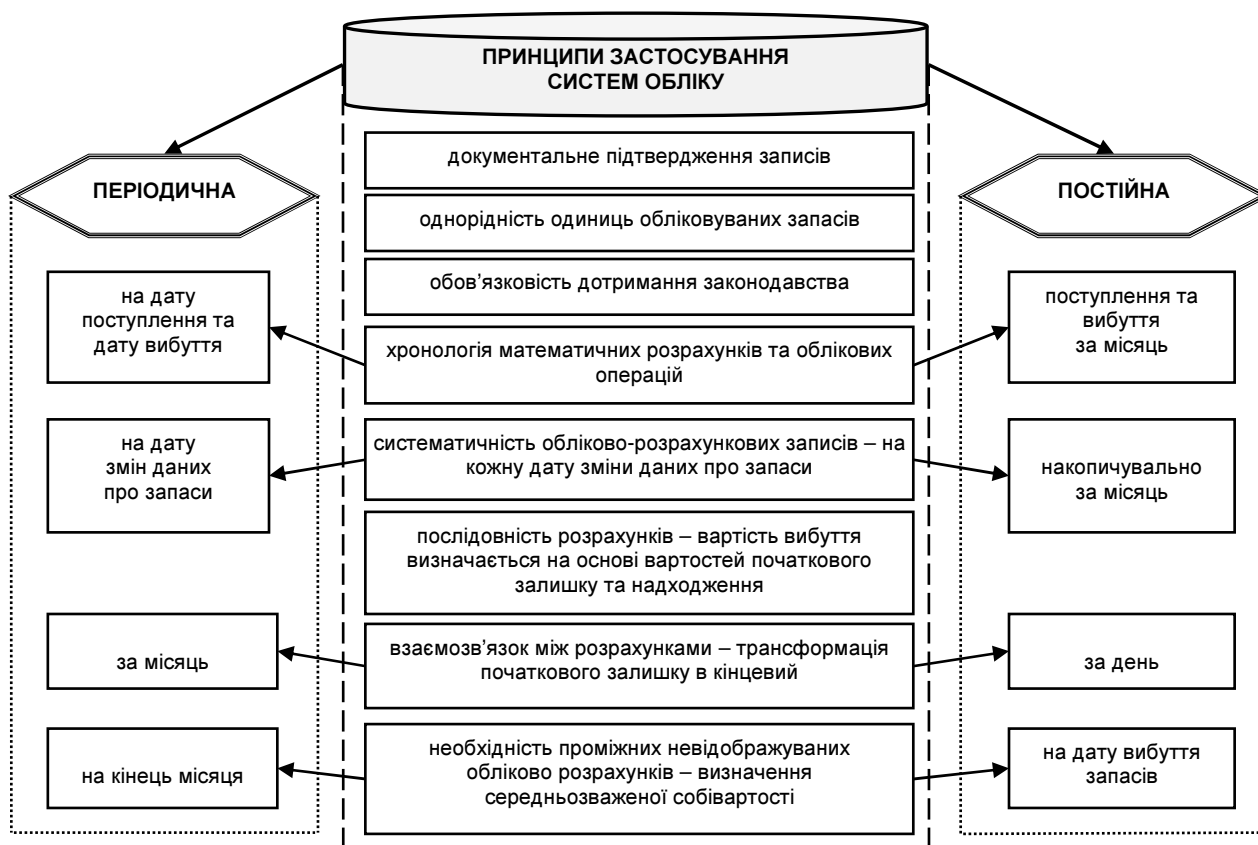 ПРИНЦИПИ ЗАСТОСУВАННЯ
СИСТЕМ ОБЛІКУ
ПЕРІОДИЧНА
ПОСТІЙНА
документальне підтвердження записів
однорідність одиниць обліковуваних запасів
обов’язковість дотримання законодавства
на дату
поступлення та
дату вибуття
хронологія математичних розрахунків та облікових
операцій
поступлення та
вибуття
за місяць
на дату
змін даних
про запаси
систематичність обліково-розрахункових записів – на
кожну дату зміни даних про запаси
накопичувально
за місяць
послідовність розрахунків – вартість вибуття
визначається на основі вартостей початкового
залишку та надходження
за місяць
взаємозв’язок між розрахунками – трансформація
початкового залишку в кінцевий
за день
на кінець місяця
необхідність проміжних невідображуваних
обліково розрахунків – визначення
середньозваженої собівартості
на дату вибуття
запасів